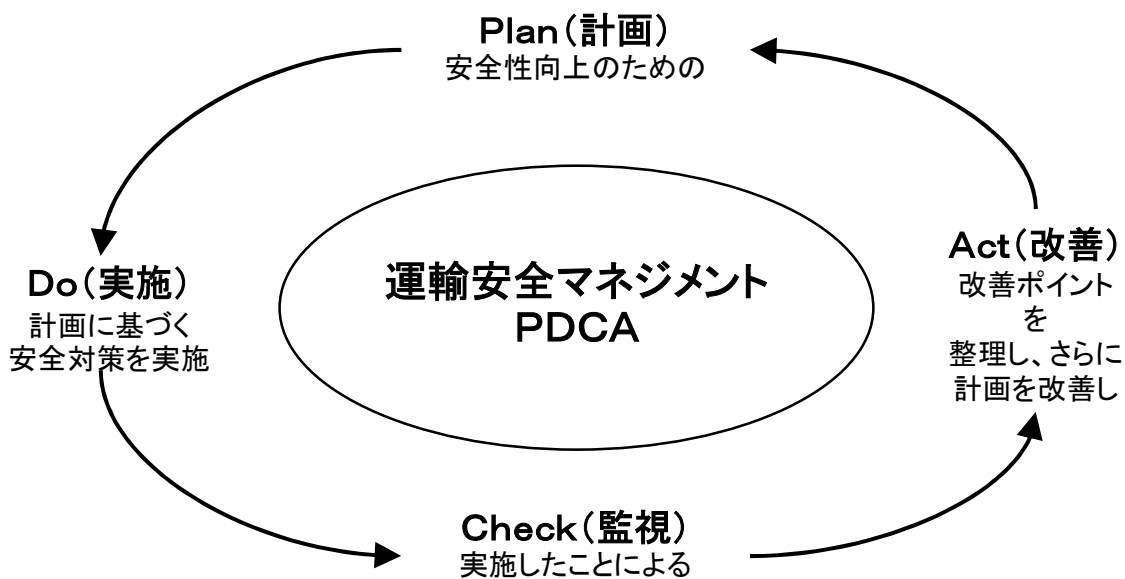 Plan(計画)
安全性向上のための
Do(実施)
計画に基づく
安全対策を実施
運輸安全マネジメント
PDCA
Act(改善)
改善ポイント
を
整理し、さらに
計画を改善し
Check(監視)
実施したことによる